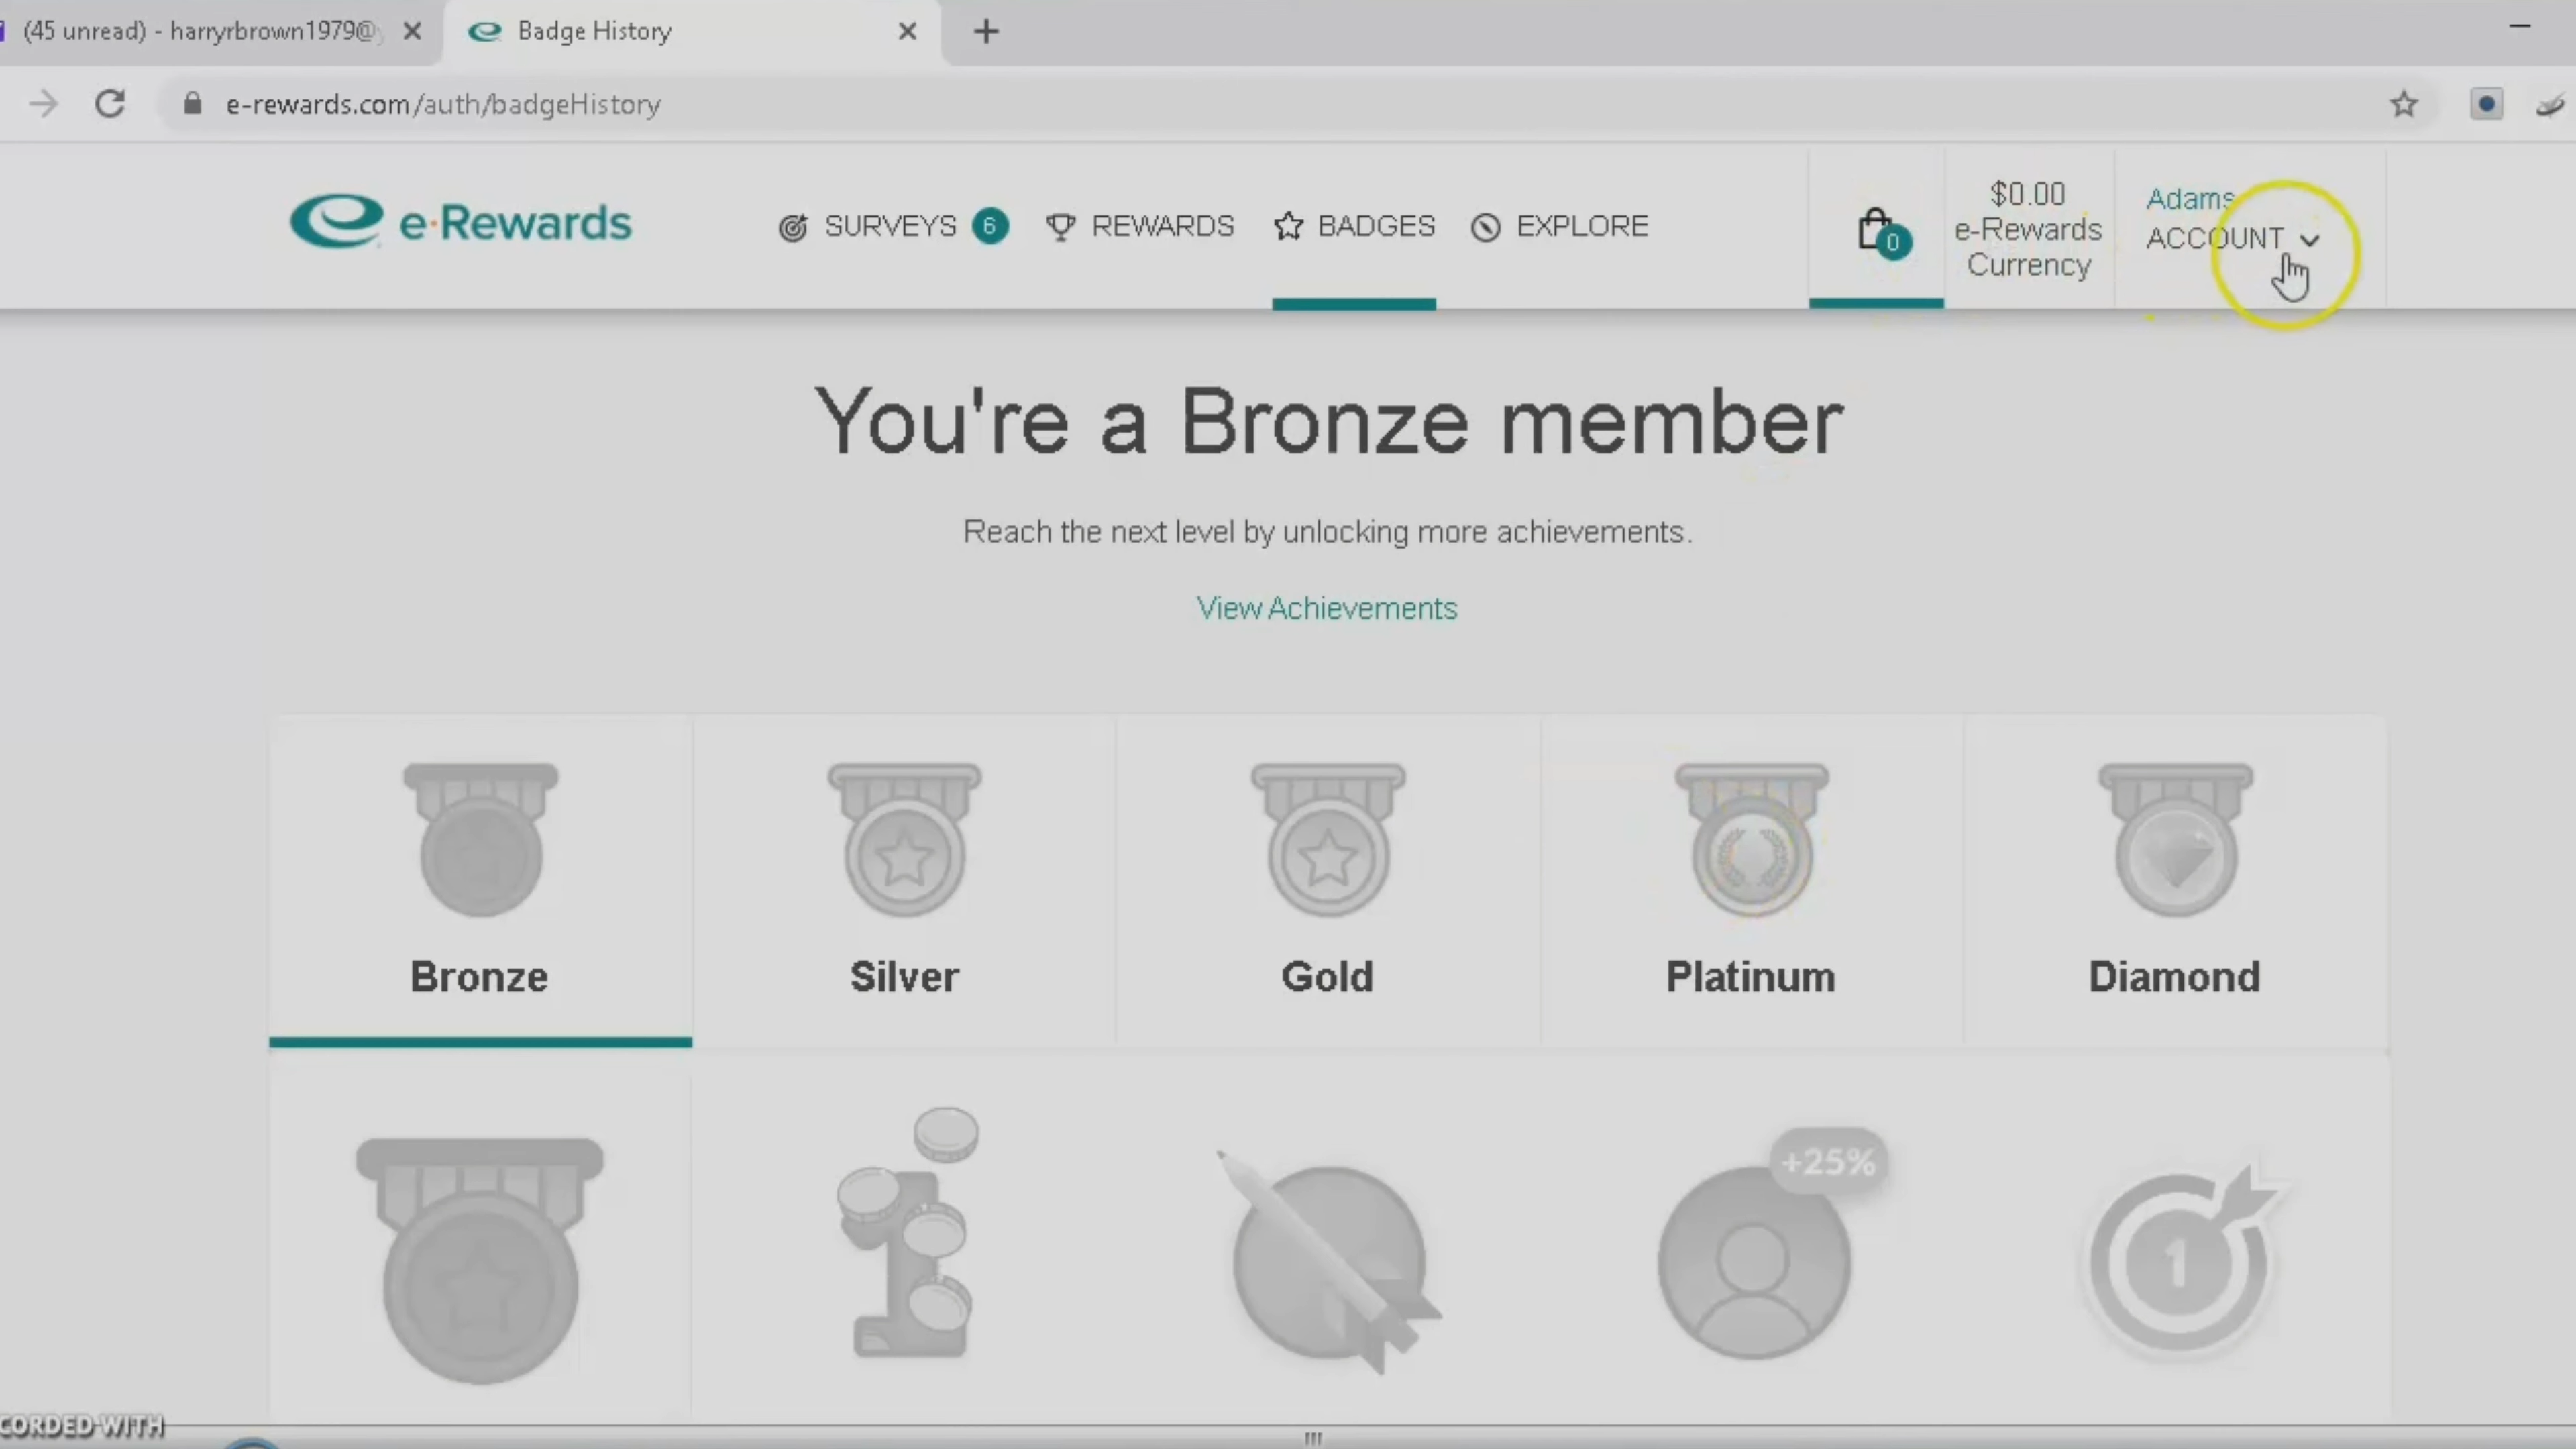 (45 unread) - harryrbrown1979@
Badge History
e-rewards.com/auth/badgeHistory
e-Rewards
SURVEYS 6
REWARDS
BADGES
EXPLORE
0
$0.00
e-Rewards
Currency
Adams
ACCOUNT
You're a Bronze member
Reach the next level by unlocking more achievements.
View Achievements
Bronze
Silver
Gold
Platinum
Diamond
+25%
1
CORDED WITH